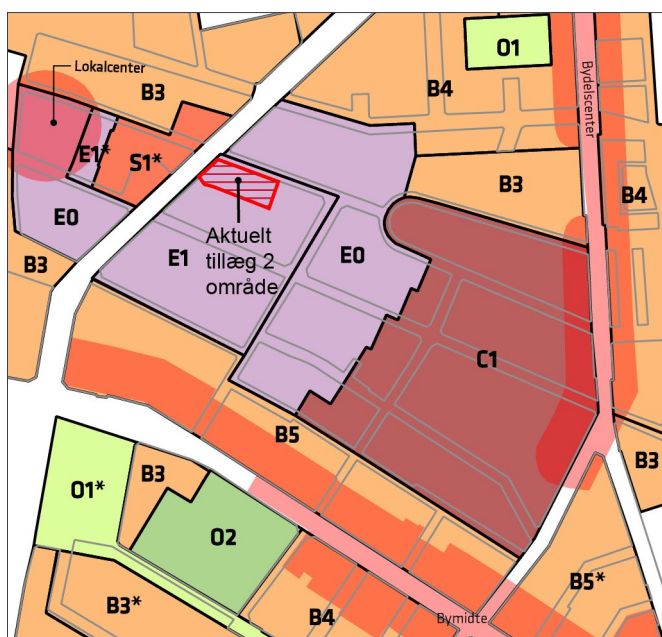 O1
Lokalcenter
B3
B4
Bydelscenter
E1*
S1*
B3
B4
E0
Aktuelt
tillæg 2
område
E1
E0
B3
C1
B5
B3
B3
O1*
O2
B5*
B3*
B4
Bymidte